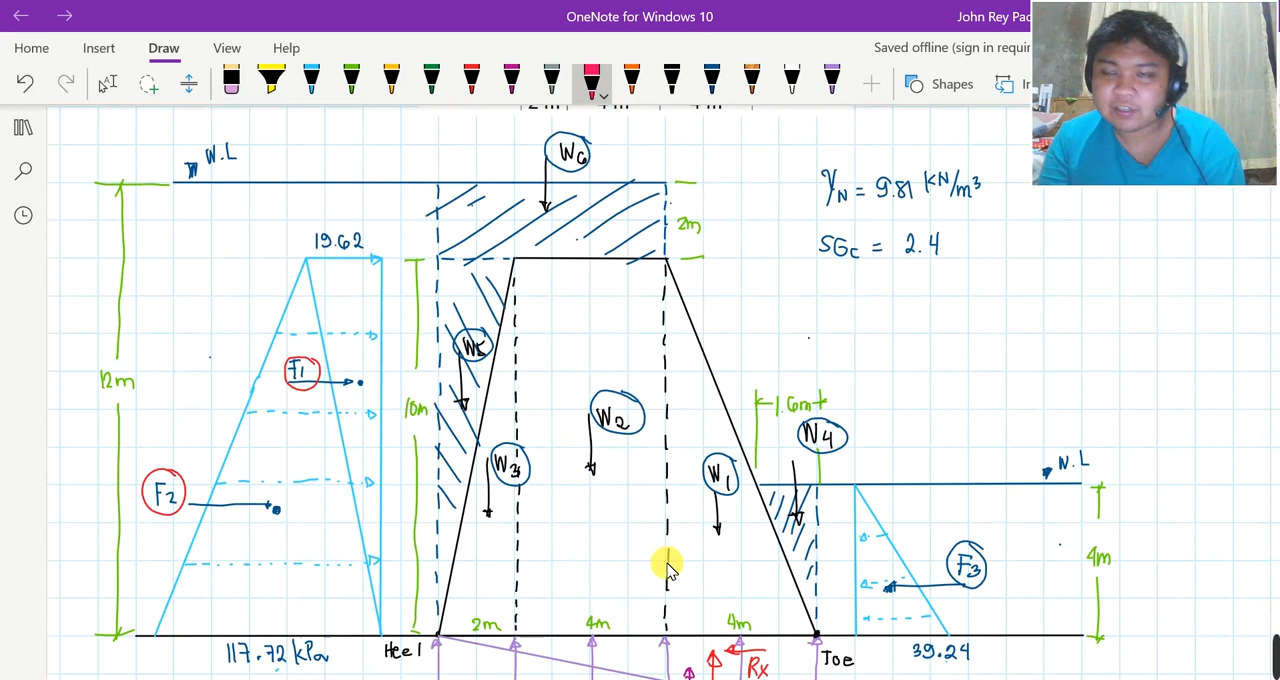 OneNote for Windows 10
John Rey Pac
Home Insert Draw View Help
Saved offline (sign in requir
Shapes
In
W.L
W6
2m
γN = 9.81 KN/m³
SGc = 2.4
19.62
F1
W5
12m
10m
W2
1.6m
W4
W3
W1
W.L
F2
F3
4m
2m
4m
4m
117.72 kPa
Heel
Rx
Toe
39.24